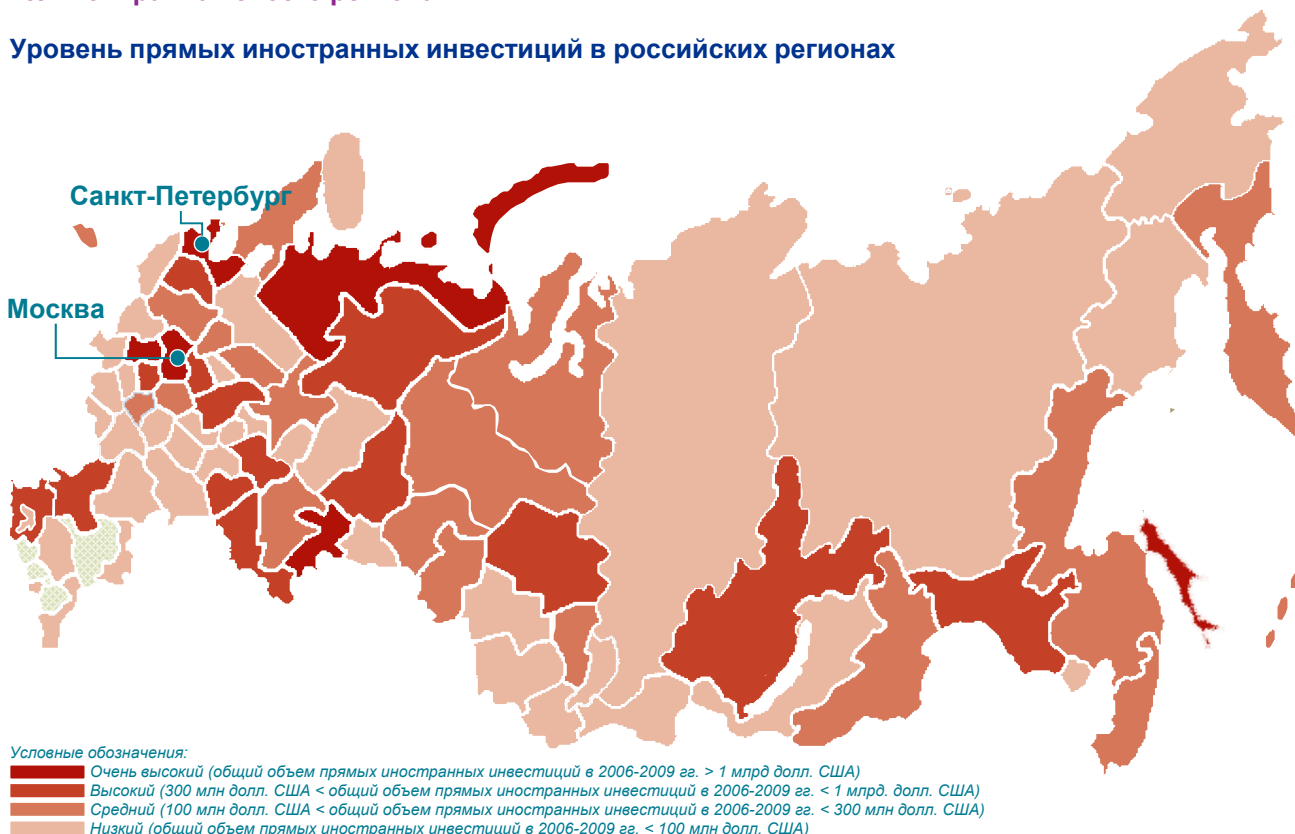 Уровень прямых иностранных инвестиций в российских регионах
Санкт-Петербург
Москва
Условные обозначения:
Очень высокий (общий объем прямых иностранных инвестиций в 2006-2009 гг. > 1 млрд долл. США)
Высокий (300 млн долл. США < общий объем прямых иностранных инвестиций в 2006-2009 гг. < 1 млрд. долл. США)
Средний (100 млн долл. США < общий объем прямых иностранных инвестиций в 2006-2009 гг. < 300 млн долл. США)
Низкий (общий объем прямых иностранных инвестиций в 2006-2009 гг. < 100 млн долл. США)